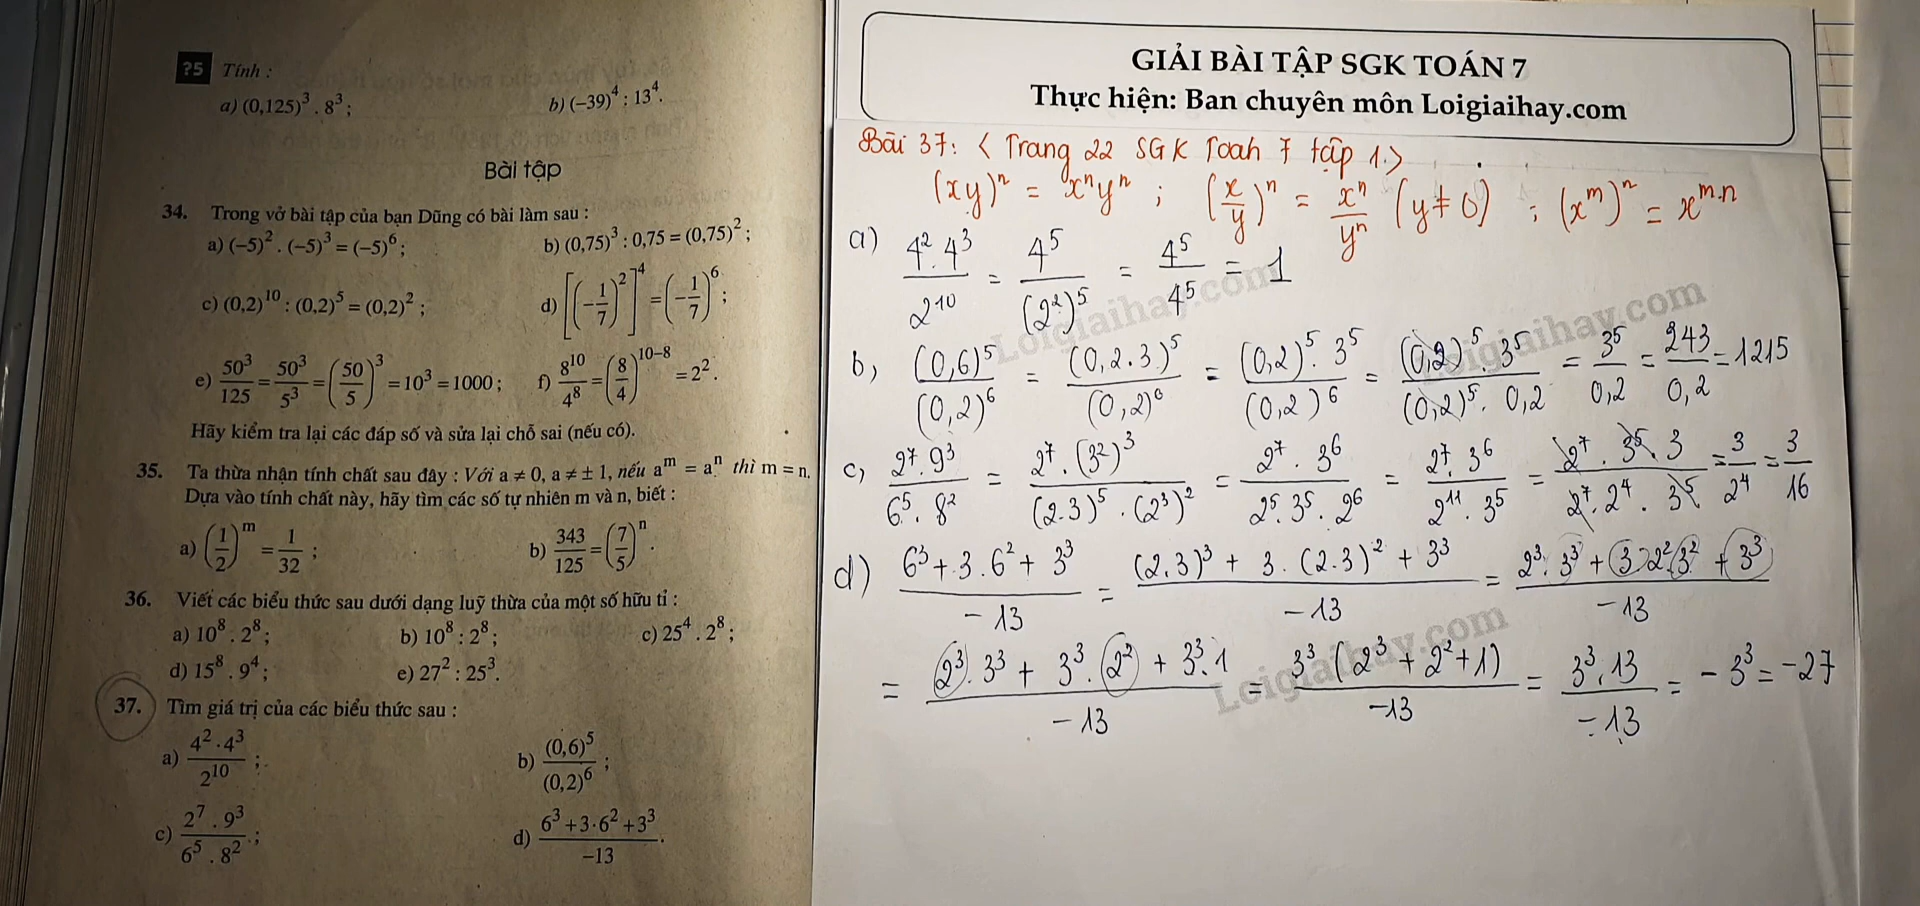 ?5 Tính :
a) (0,125)³ . 8³ ; b) (−39)⁴ : 13⁴.
Bài tập
34. Trong vở bài tập của bạn Dũng có bài làm sau :
a) (−5)² . (−5)³ = (−5)⁶ ; b) (0,75)³ : 0,75 = (0,75)² ;
c) (0,2)¹⁰ : (0,2)⁵ = (0,2)² ; d) [(−1/7)²]⁴ = (−1/7)⁶ ;
e) 50³/125 = 50³/5³ = (50/5)³ = 10³ = 1000 ; f) 8¹⁰/4⁸ = (8/4)¹⁰⁻⁸ = 2².
Hãy kiểm tra lại các đáp số và sửa lại chỗ sai (nếu có).
35. Ta thừa nhận tính chất sau đây : Với a ≠ 0, a ≠ ± 1, nếu aᵐ = aⁿ thì m = n.
Dựa vào tính chất này, hãy tìm các số tự nhiên m và n, biết :
a) (1/2)ᵐ = 1/32 ; b) 343/125 = (7/5)ⁿ.
36. Viết các biểu thức sau dưới dạng luỹ thừa của một số hữu tỉ :
a) 10⁸ . 2⁸ ; b) 10⁸ : 2⁸ ; c) 25⁴ . 2⁸ ;
d) 15⁸ . 9⁴ ; e) 27² : 25³.
37. Tìm giá trị của các biểu thức sau :
a) 4² . 4³/2¹⁰ ; b) (0,6)⁵/(0,2)⁶ ;
c) 2⁷ . 9³/6⁵ . 8² ; d) 6³ + 3 . 6² + 3³/−13.
GIẢI BÀI TẬP SGK TOÁN 7
Thực hiện: Ban chuyên môn Loigiaihay.com
Bài 37: < Trang 22 SGK Toah 7 tập 1.>
(xy)ⁿ = xⁿyⁿ ; (x/y)ⁿ = xⁿ/yⁿ (y ≠ 0) ; (xᵐ)ⁿ = xᵐ·ⁿ
a) 4² . 4³/2¹⁰ = 4⁵/(2²)⁵ = 4⁵/4⁵ = 1
b, (0,6)⁵/(0,2)⁶ = (0,2 . 3)⁵/(0,2)⁶ = (0,2)⁵ . 3⁵/(0,2)⁶ = (0,2)⁵ . 3⁵/(0,2)⁵ . 0,2 = 3⁵/0,2 = 243/0,2 = 1215
c, 2⁷ . 9³/6⁵ . 8² = 2⁷ . (3²)³/(2.3)⁵ . (2³)² = 2⁷ . 3⁶/2⁵ . 3⁵ . 2⁶ = 2⁷ . 3⁶/2¹¹ . 3⁵ = 2⁷ . 3⁵ . 3/2⁷ . 2⁴ . 3⁵ = 3/2⁴ = 3/16
d) 6³ + 3 . 6² + 3³/−13 = (2.3)³ + 3 . (2.3)² + 3³/−13 = 2³ . 3³ + 3 . 2² . 3² + 3³/−13
= 2³ . 3³ + 3³ . 2² + 3³ . 1/−13 = 3³ (2³ + 2² + 1)/−13 = 3³ . 13/−13 = − 3³ = −27
Loigiaihay.com
Loigiaihay.com
Loigiaihay.com